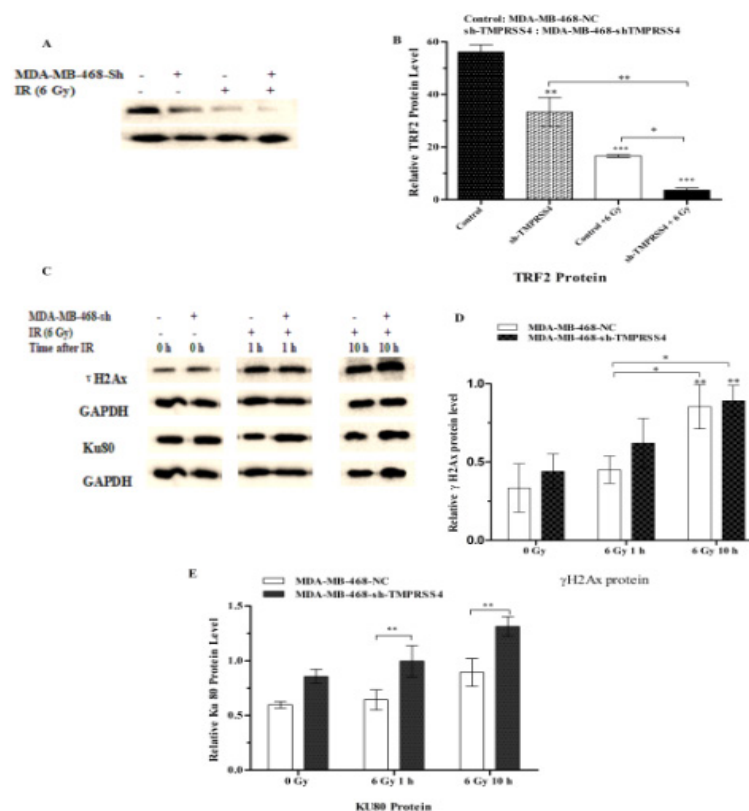 A
MDA-MB-468-Sh - + - +
IR (6 Gy) - - + +
Control: MDA-MB-468-NC
sh-TMPRSS4 : MDA-MB-468-shTMPRSS4
B
Relative TRF2 Protein Level
60
40
20
0
** *** *** ** *
Control
sh-TMPRSS4
Control +6 Gy
sh-TMPRSS4 + 6 Gy
TRF2 Protein
C
MDA-MB-468-sh - + - + - +
IR (6 Gy) - - + + + +
Time after IR 0 h 0 h 1 h 1 h 10 h 10 h
γH2Ax
GAPDH
Ku80
GAPDH
D
MDA-MB-468-NC
MDA-MB-468-sh-TMPRSS4
Relative γ H2Ax protein level
1.0
0.5
0.0
* * ** **
0 Gy 6 Gy 1 h 6 Gy 10 h
γH2Ax protein
E
MDA-MB-468-NC
MDA-MB-468-sh-TMPRSS4
Relative Ku 80 Protein Level
1.5
1.0
0.5
0.0
** **
0 Gy 6 Gy 1 h 6 Gy 10 h
KU80 Protein